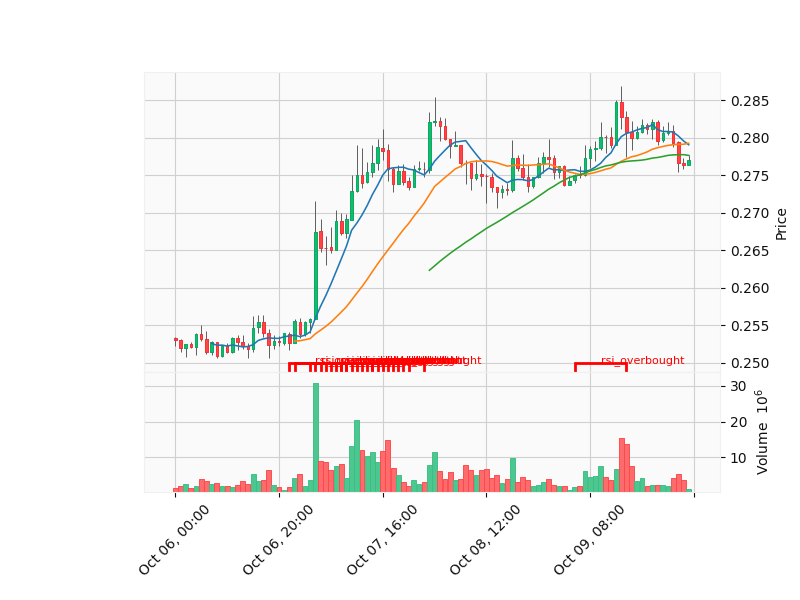 0.285
0.280
0.275
0.270
0.265
0.260
0.255
0.250
Price
rsi_overbought
30
20
10
Volume 10^6
Oct 06, 00:00
Oct 06, 20:00
Oct 07, 16:00
Oct 08, 12:00
Oct 09, 08:00